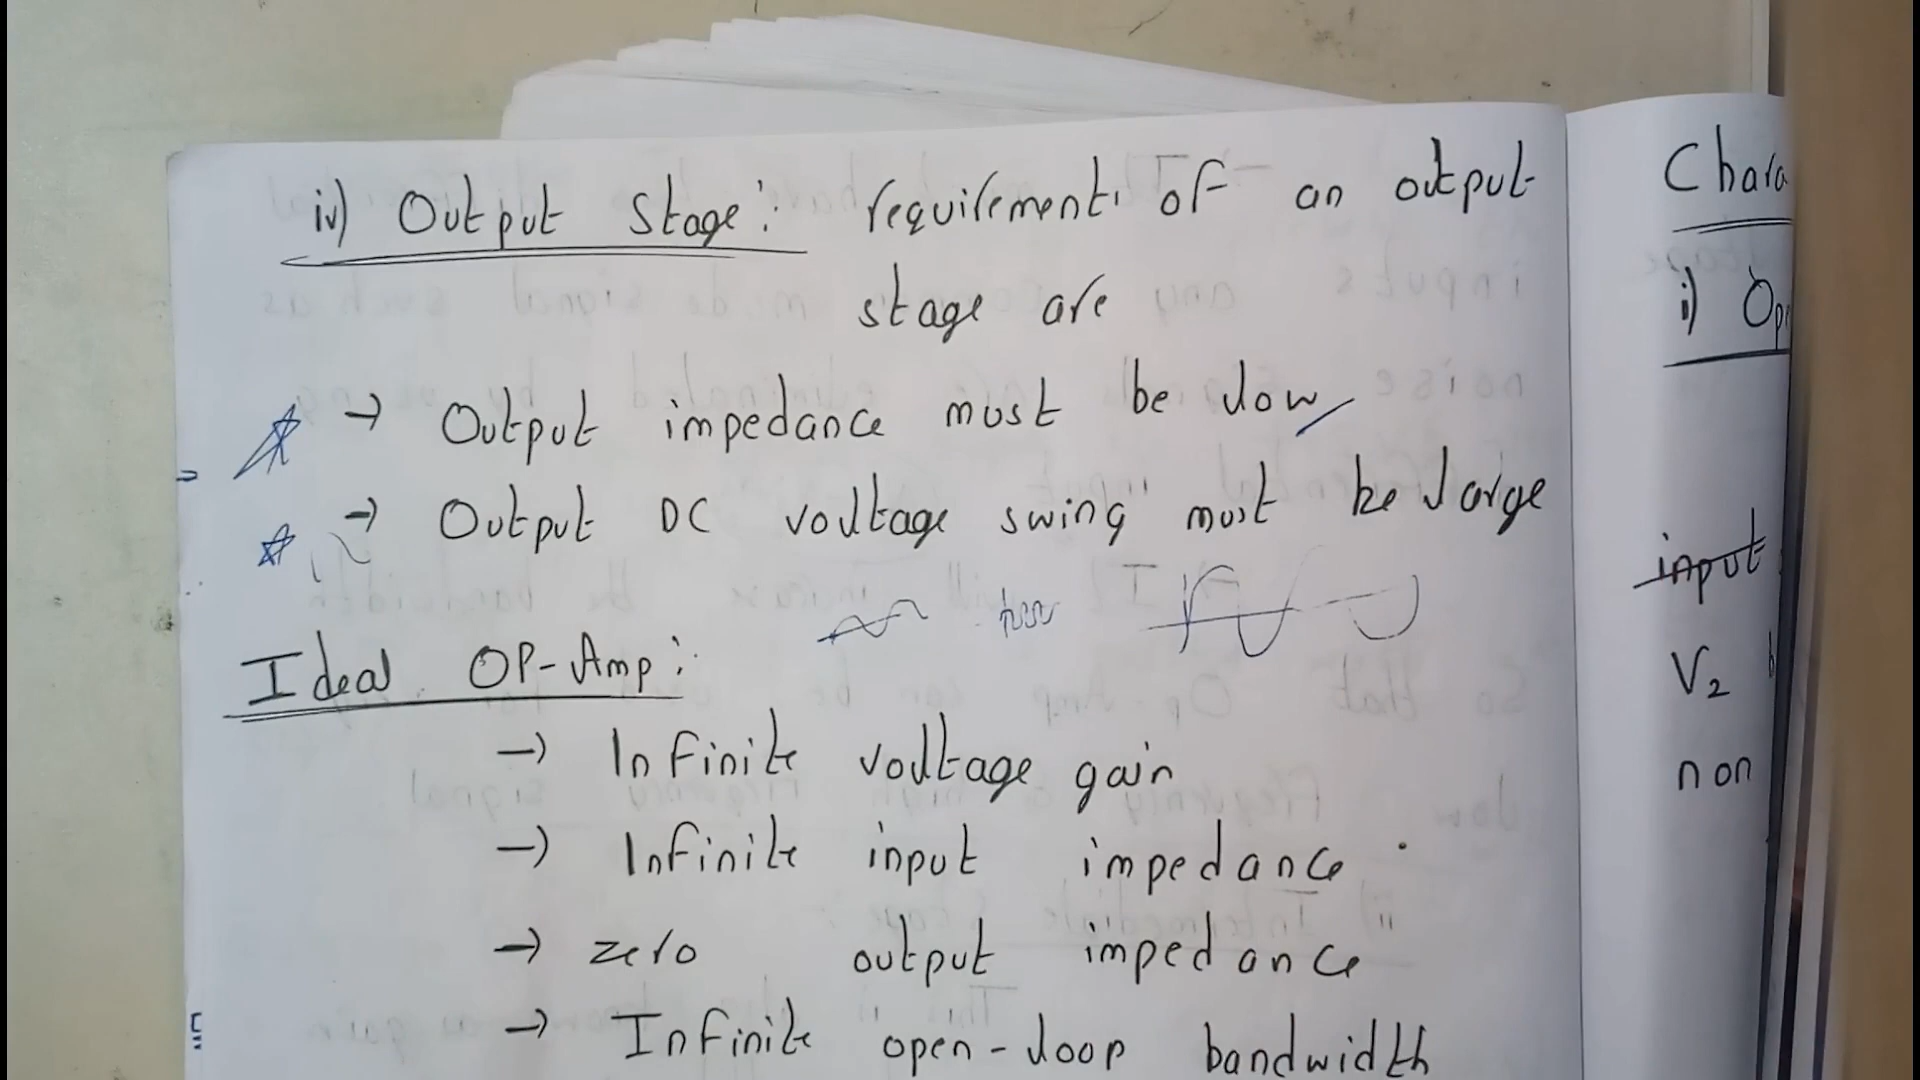 iv) Output Stage: requirement of an output
stage are
→ Output impedance must be low
→ Output DC voltage swing must be large
Ideal OP-Amp:
→ Infinite voltage gain
→ Infinite input impedance
→ zero output impedance
→ Infinite open-loop bandwidth
Chara
i) Op
input
V2
non